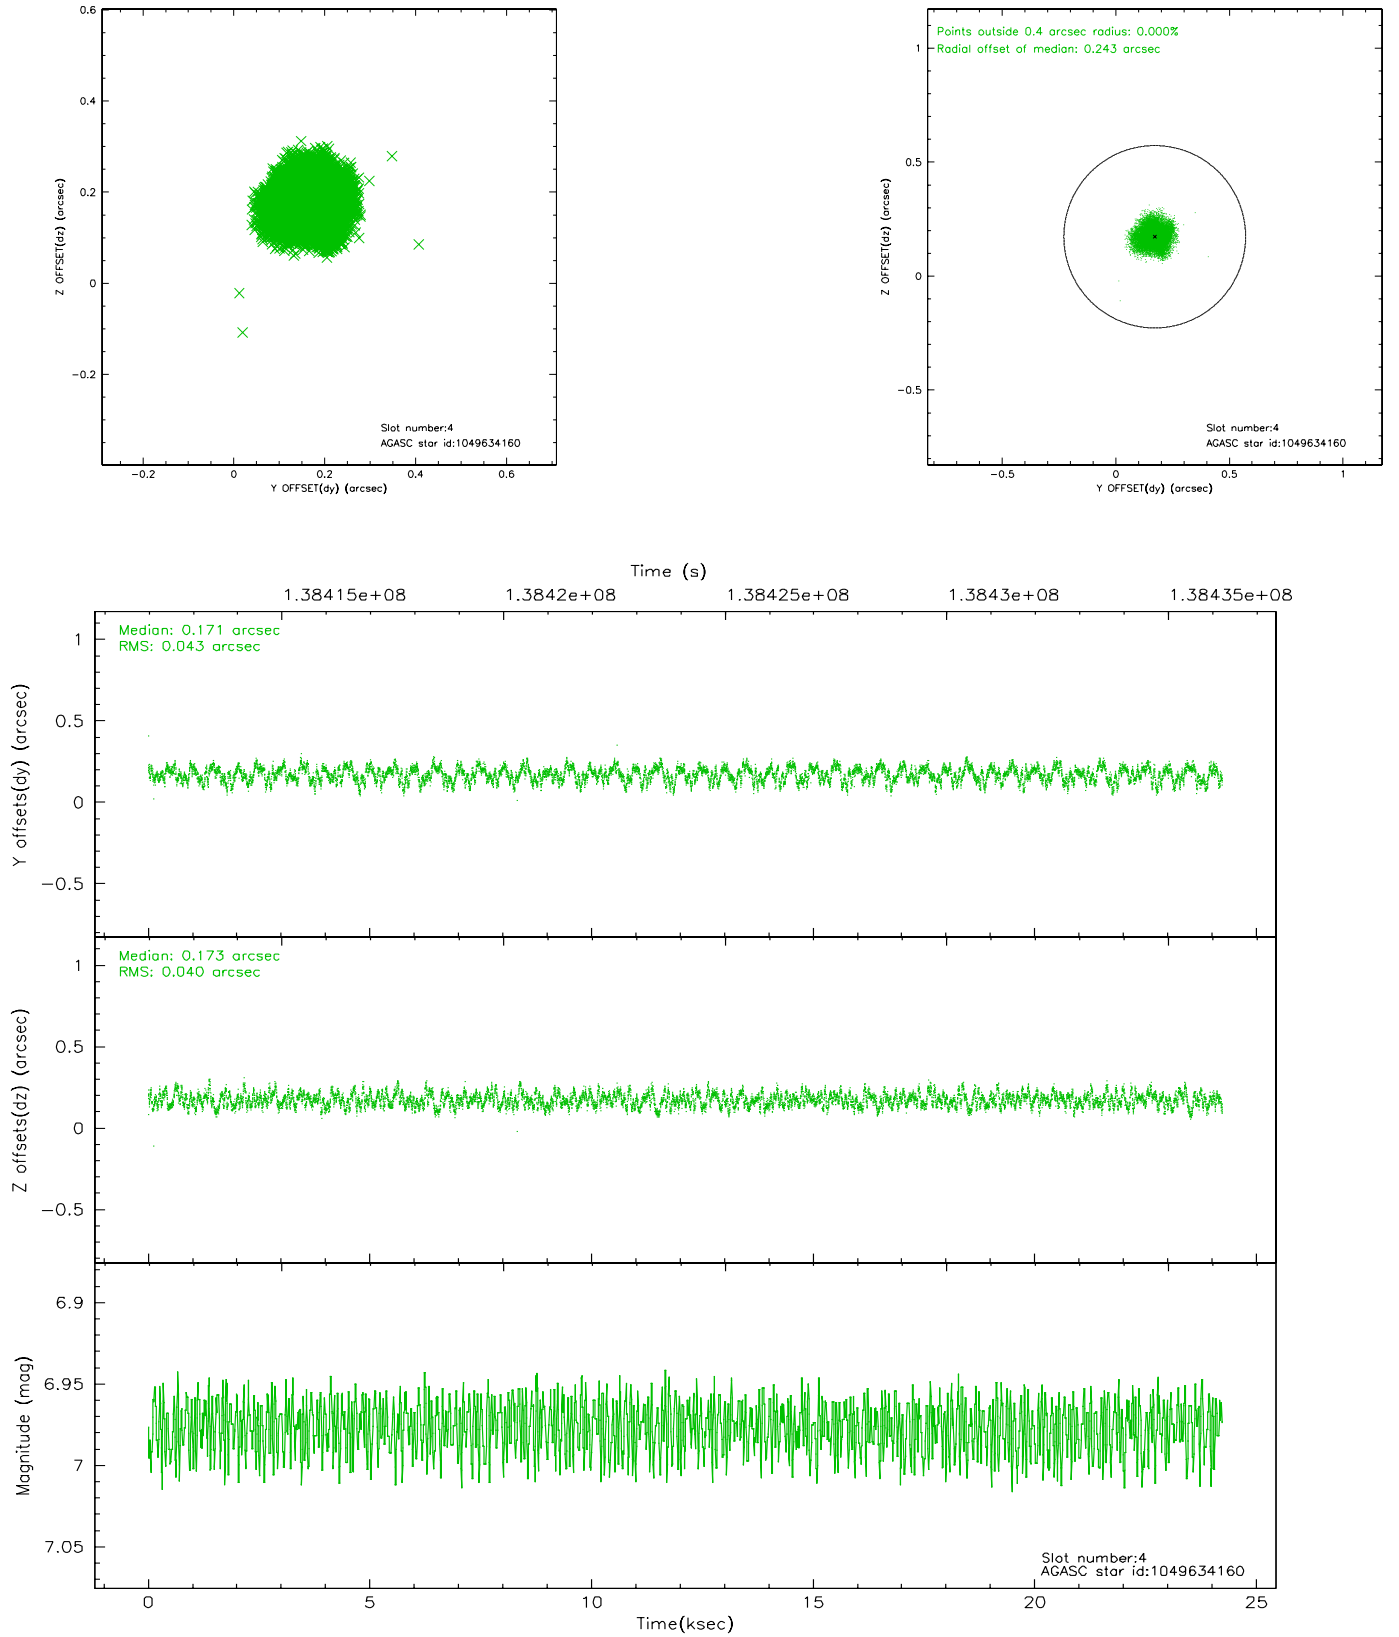 0.6
0.4
0.2
0
−0.2
Z OFFSET(dz) (arcsec)
Slot number:4
AGASC star id:1049634160
−0.2
0
0.2
0.4
0.6
Y OFFSET(dy) (arcsec)
Points outside 0.4 arcsec radius: 0.000%
Radial offset of median: 0.243 arcsec
1
0.5
0
−0.5
Z OFFSET(dz) (arcsec)
Slot number:4
AGASC star id:1049634160
−0.5
0
0.5
1
Y OFFSET(dy) (arcsec)
Time (s)
1.38415e+08
1.3842e+08
1.38425e+08
1.3843e+08
1.38435e+08
Median: 0.171 arcsec
RMS: 0.043 arcsec
1
0.5
0
−0.5
Y offsets(dy) (arcsec)
Median: 0.173 arcsec
RMS: 0.040 arcsec
1
0.5
0
−0.5
Z offsets(dz) (arcsec)
6.9
6.95
7
7.05
Magnitude (mag)
Slot number:4
AGASC star id:1049634160
0
5
10
15
20
25
Time(ksec)